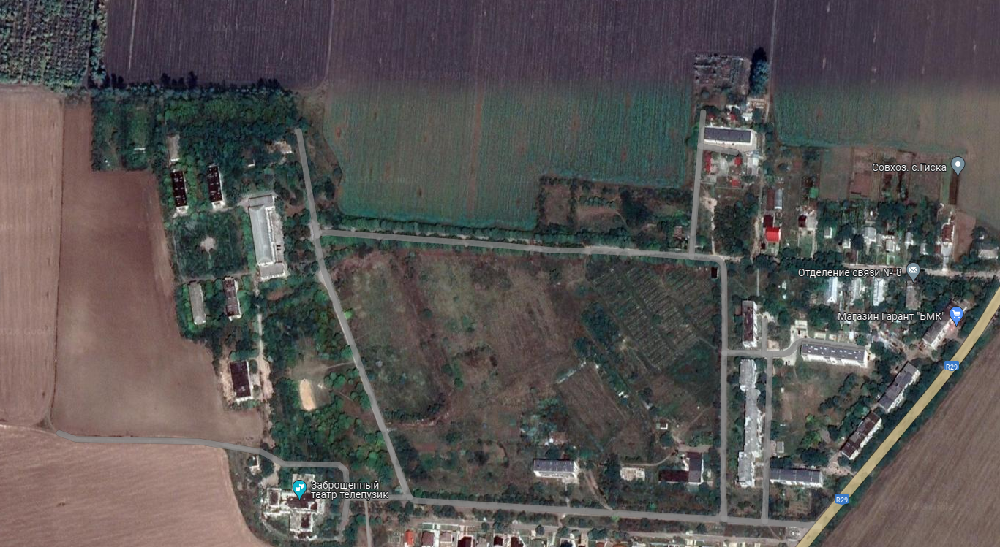 Совхоз. с.Гиска
Отделение связи № 8
Магазин Гарант "БМК"
R29
Заброшенный
театр телепузик
R29